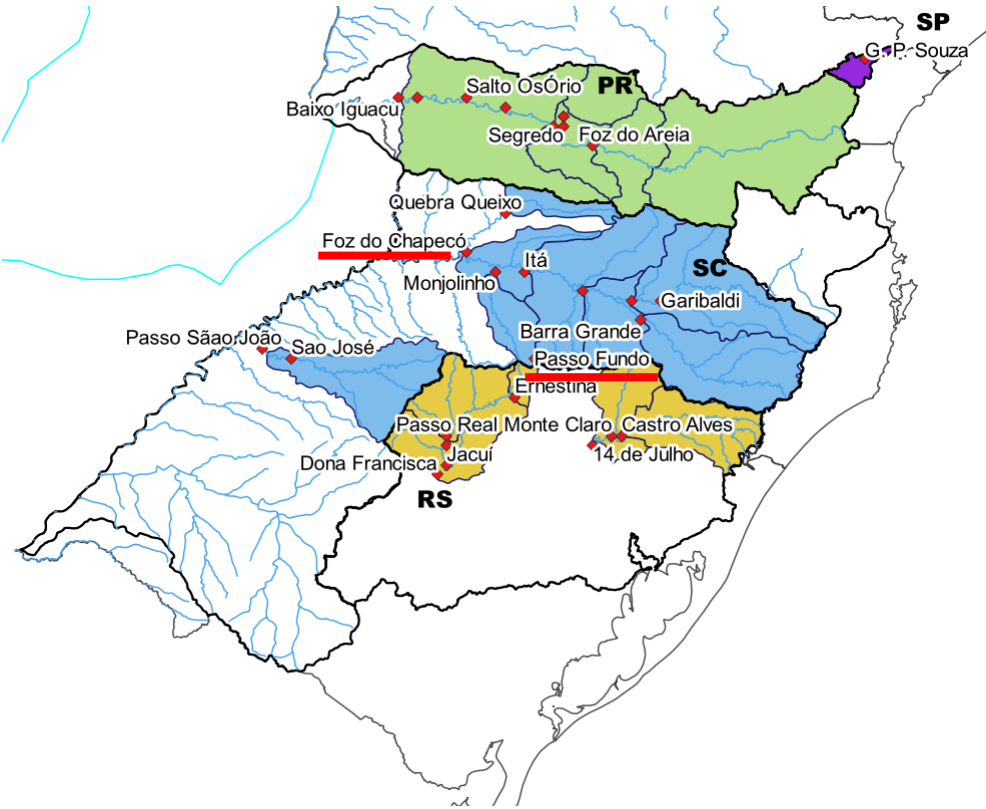 SP
G. P. Souza
Salto OsÓrio
PR
Baixo Iguacu
Segredo
Foz do Areia
Quebra Queixo
Foz do Chapecó
Itá
SC
Monjolinho
Garibaldi
Barra Grande
Passo Sãao João
Sao José
Passo Fundo
Ernestina
Passo Real
Monte Claro
Castro Alves
Jacuí
14 de Julho
Dona Francisca
RS